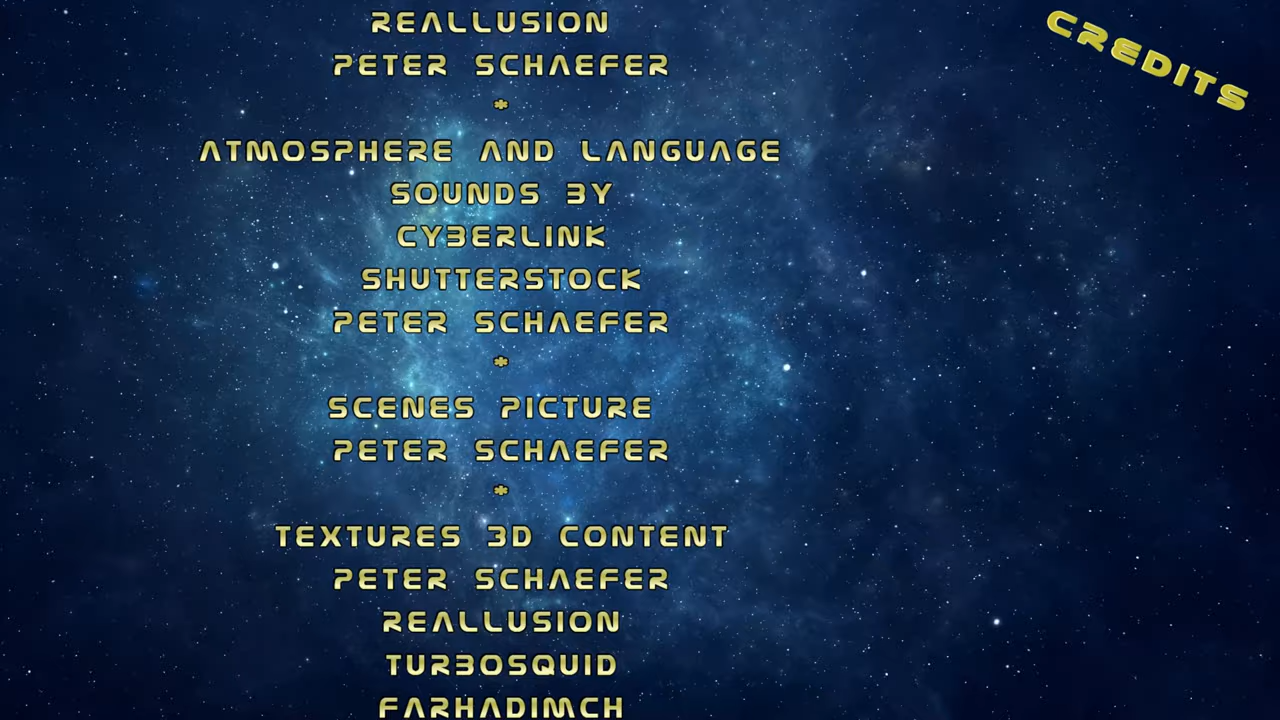 REALLUSION
PETER SCHAEFER
*
ATMOSPHERE AND LANGUAGE
SOUNDS BY
CYBERLINK
SHUTTERSTOCK
PETER SCHAEFER
*
SCENES PICTURE
PETER SCHAEFER
*
TEXTURES 3D CONTENT
PETER SCHAEFER
REALLUSION
TURBOSQUID
FARHADIMCH
CREDITS